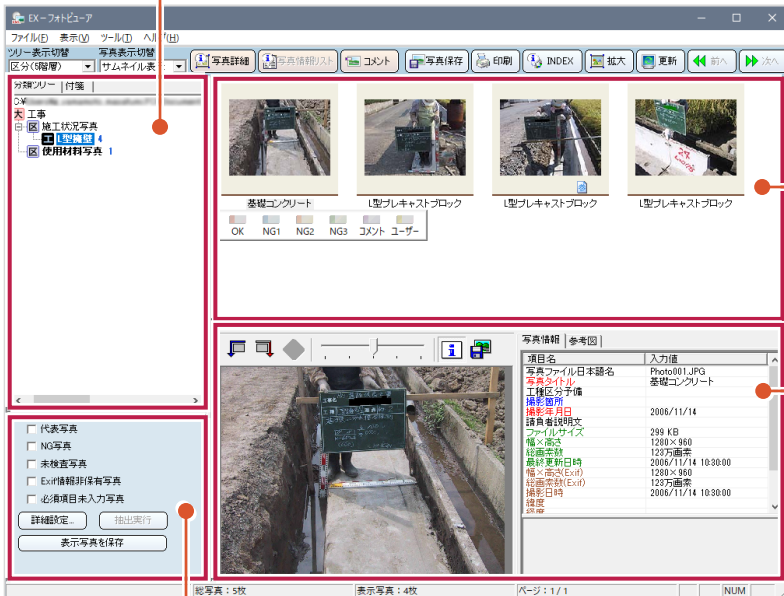 EX-フォトビューア
ファイル(F) 表示(V) ツール(T) ヘルプ(H)
ツリー表示切替 写真表示切替
区分(5階層) サムネイル表 写真詳細 写真情報リスト コメント 写真保存 印刷 INDEX 拡大 更新 前へ 次へ
分類ツリー 付箋
大 工事
区 施工状況写真
工 L型擁壁 4
区 使用材料写真 1
基礎コンクリート L型プレキャストブロック L型プレキャストブロック L型プレキャストブロック
OK NG1 NG2 NG3 コメント ユーザー
代表写真
NG写真
未検査写真
Exif情報非保有写真
必須項目未入力写真
詳細設定... 抽出実行
表示写真を保存
写真情報 参考図
項目名 入力値
写真ファイル日本語名 Photo001.JPG
写真タイトル 基礎コンクリート
工種区分予備
撮影箇所
撮影年月日 2006/11/14
請負者説明文
ファイルサイズ 299 KB
幅×高さ 1280×960
総画素数 123万画素
最終更新日時 2006/11/14 10:30:00
幅×高さ(Exif) 1280×960
総画素数(Exif) 123万画素
撮影日時 2006/11/14 10:30:00
緯度
経度
総写真：5枚 表示写真：4枚 ページ：1/1 NUM